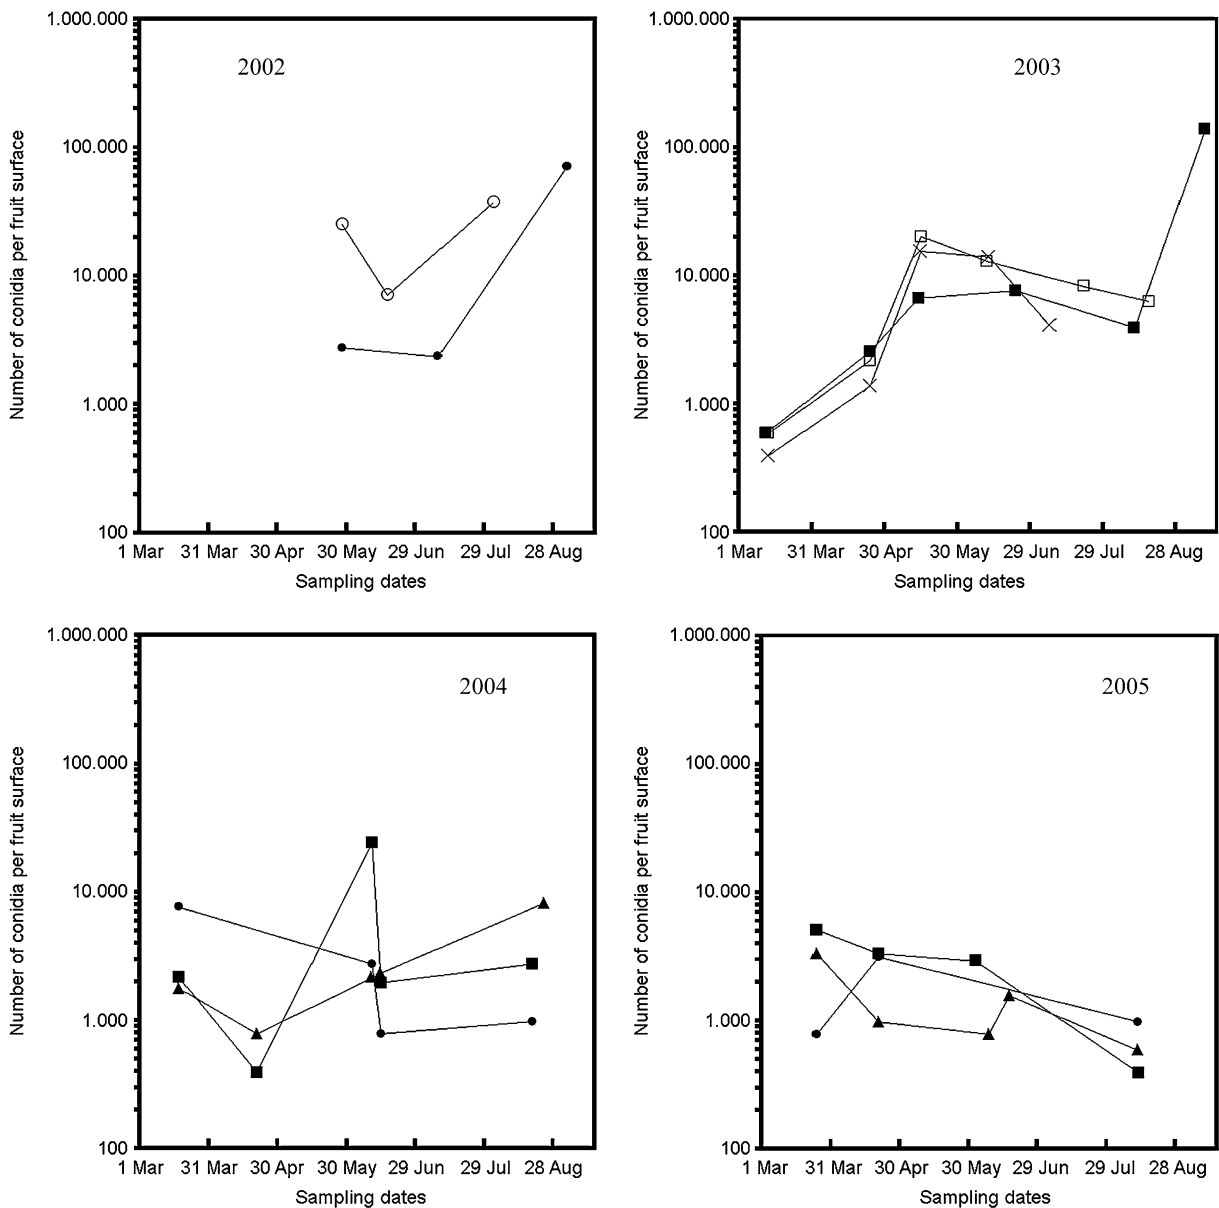 2002
Number of conidia per fruit surface
1.000.000
100.000
10.000
1.000
100
1 Mar 31 Mar 30 Apr 30 May 29 Jun 29 Jul 28 Aug
Sampling dates
2003
Number of conidia per fruit surface
1.000.000
100.000
10.000
1.000
100
1 Mar 31 Mar 30 Apr 30 May 29 Jun 29 Jul 28 Aug
Sampling dates
2004
Number of conidia per fruit surface
1.000.000
100.000
10.000
1.000
100
1 Mar 31 Mar 30 Apr 30 May 29 Jun 29 Jul 28 Aug
Sampling dates
2005
Number of conidia per fruit surface
1.000.000
100.000
10.000
1.000
100
1 Mar 31 Mar 30 Apr 30 May 29 Jun 29 Jul 28 Aug
Sampling dates